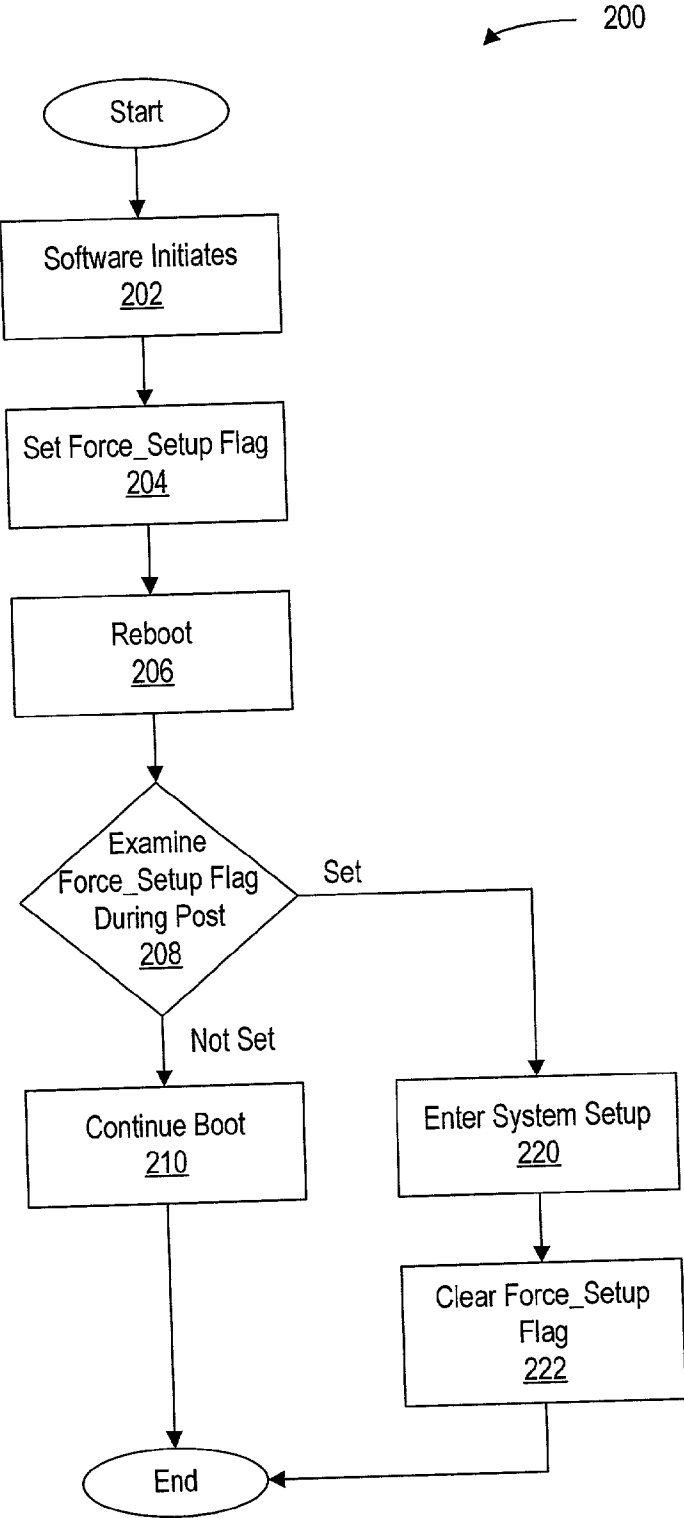 200
Start
Software Initiates
202
Set Force_Setup Flag
204
Reboot
206
Examine
Force_Setup Flag
During Post
208
Set
Not Set
Continue Boot
210
Enter System Setup
220
Clear Force_Setup
Flag
222
End